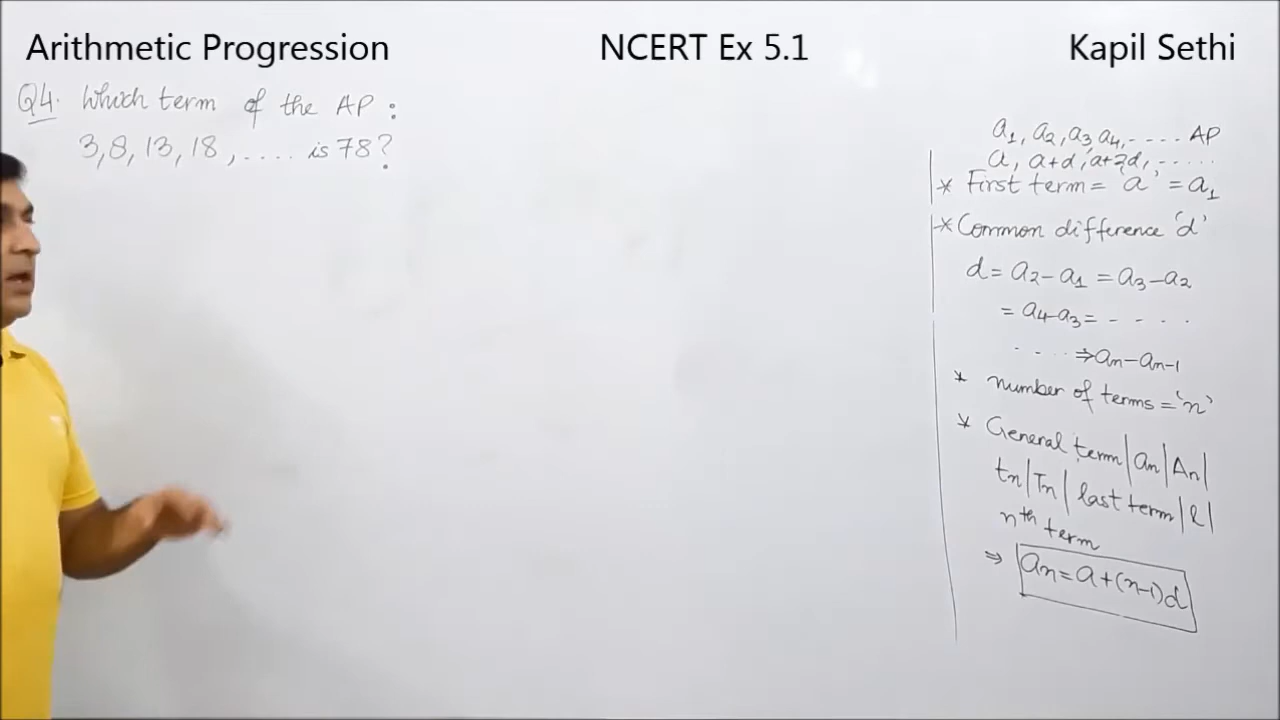 Arithmetic Progression NCERT Ex 5.1 Kapil Sethi
Q4. Which term of the AP :
3, 8, 13, 18, .... is 78?
a₁, a₂, a₃, a₄, ----- AP
a, a+d, a+2d, ------
* First term = 'a' = a₁
* Common difference 'd'
d = a₂-a₁ = a₃-a₂
= a₄-a₃ = - - - -
- - - - ⇒ aₙ-aₙ₋₁
* number of terms = 'n'
* General term | aₙ | Aₙ |
tₙ | Tₙ | last term | l |
nᵗʰ term
⇒ aₙ = a+(n-1)d